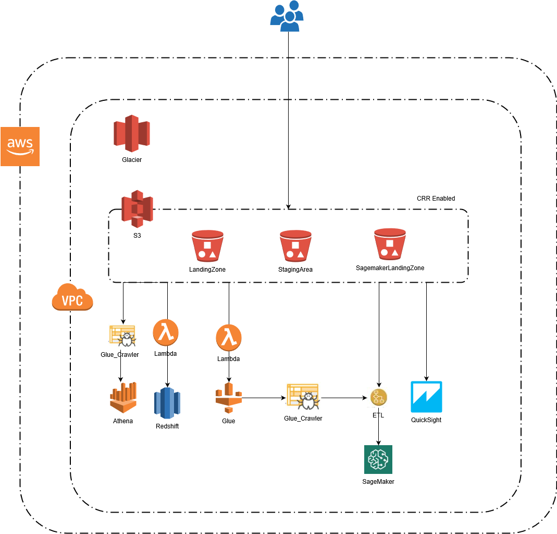 aws
Glacier
CRR Enabled
S3
LandingZone
StagingArea
SagemakerLandingZone
VPC
Glue_Crawler
Lambda
Lambda
Athena
Redshift
Glue
Glue_Crawler
ETL
QuickSight
SageMaker